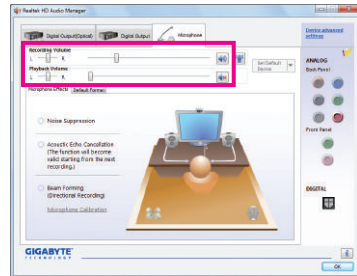 Realtek HD Audio Manager
Digital Output(Optical)
Digital Output
Microphone
Device advanced
settings
Recording Volume
L R
Set Default
Device
Playback Volume
L R
ANALOG
Back Panel
Microphone Effects Default Format
Noise Suppression
Acoustic Echo Cancellation
(The function will become
valid starting from the next
recording.)
Front Panel
Beam Forming
(Directional Recording)
Microphone Calibration
DIGITAL
GIGABYTE
TECHNOLOGY
i
OK